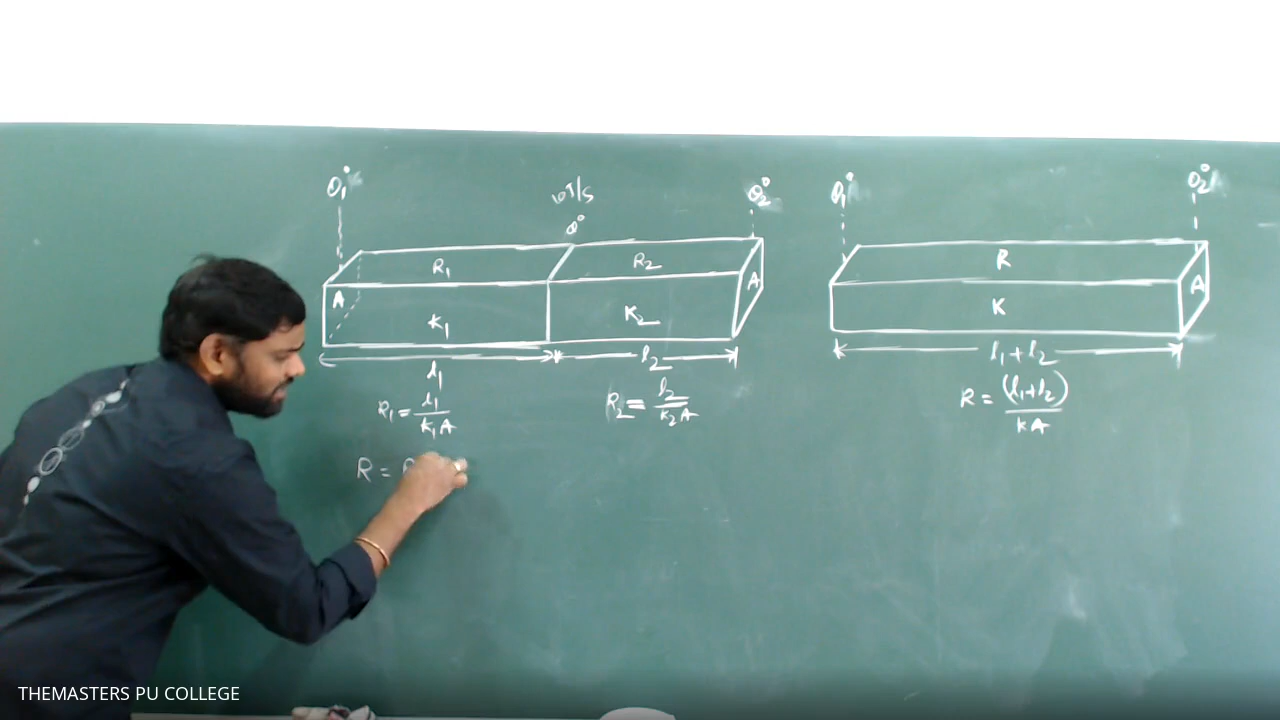 θ₁°
10 J/s
θ°
θ₂°
R₁
R₂
A
K₁
K₂
A
l₁
l₂
R₁ = l₁/K₁A
R₂ = l₂/K₂A
R =
θ₁°
θ₂°
R
K
A
l₁+l₂
R = (l₁+l₂)/KA
THEMASTERS PU COLLEGE